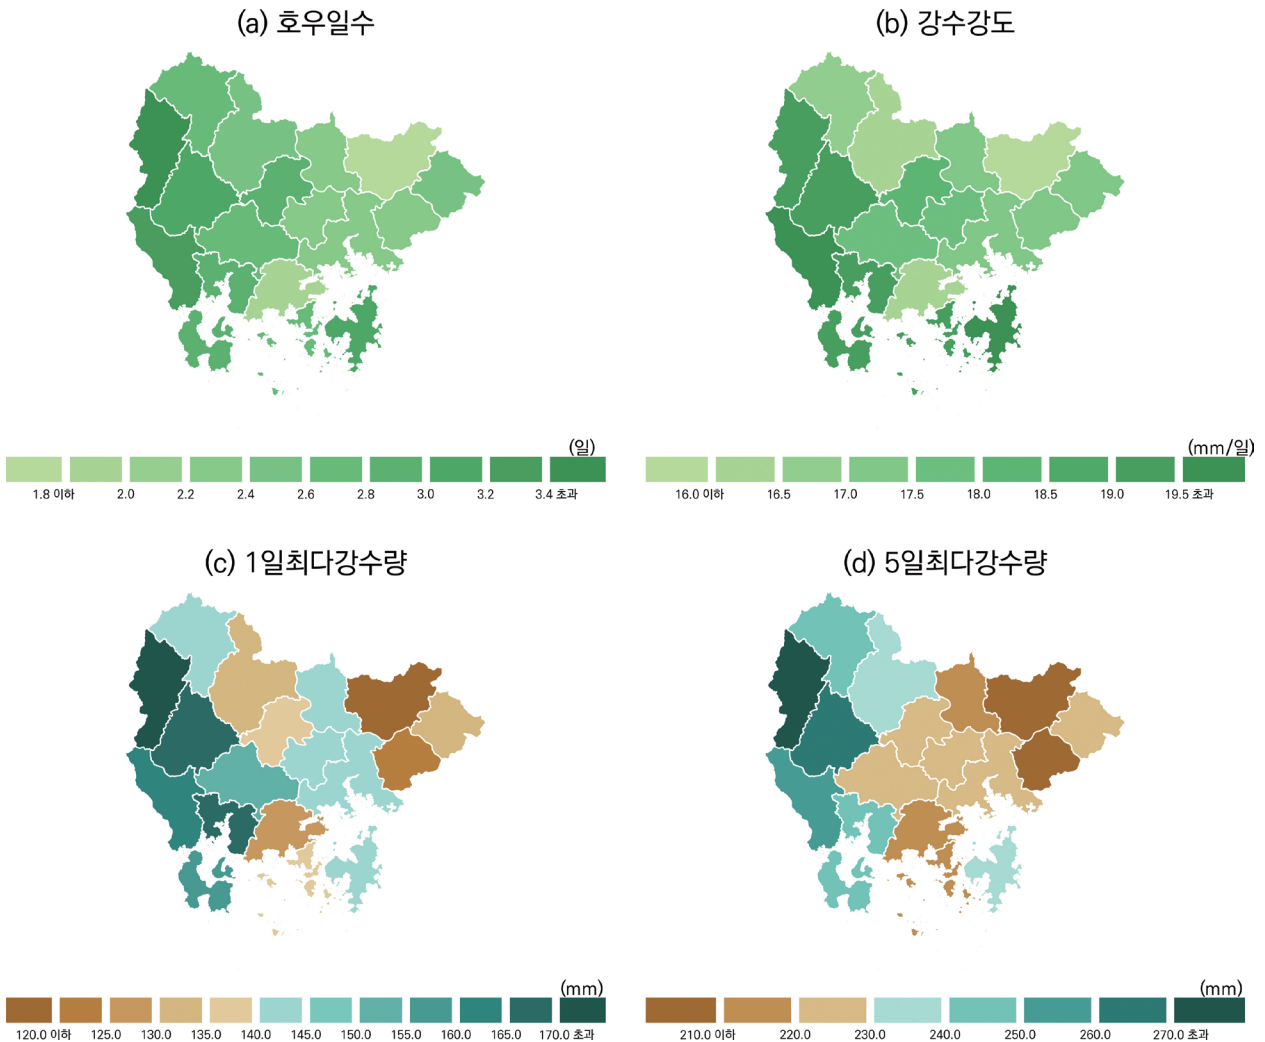 (a) 호우일수
(b) 강수강도
(일)
1.8 이하 2.0 2.2 2.4 2.6 2.8 3.0 3.2 3.4 초과
(mm/일)
16.0 이하 16.5 17.0 17.5 18.0 18.5 19.0 19.5 초과
(c) 1일최다강수량
(d) 5일최다강수량
(mm)
120.0 이하 125.0 130.0 135.0 140.0 145.0 150.0 155.0 160.0 165.0 170.0 초과
(mm)
210.0 이하 220.0 230.0 240.0 250.0 260.0 270.0 초과